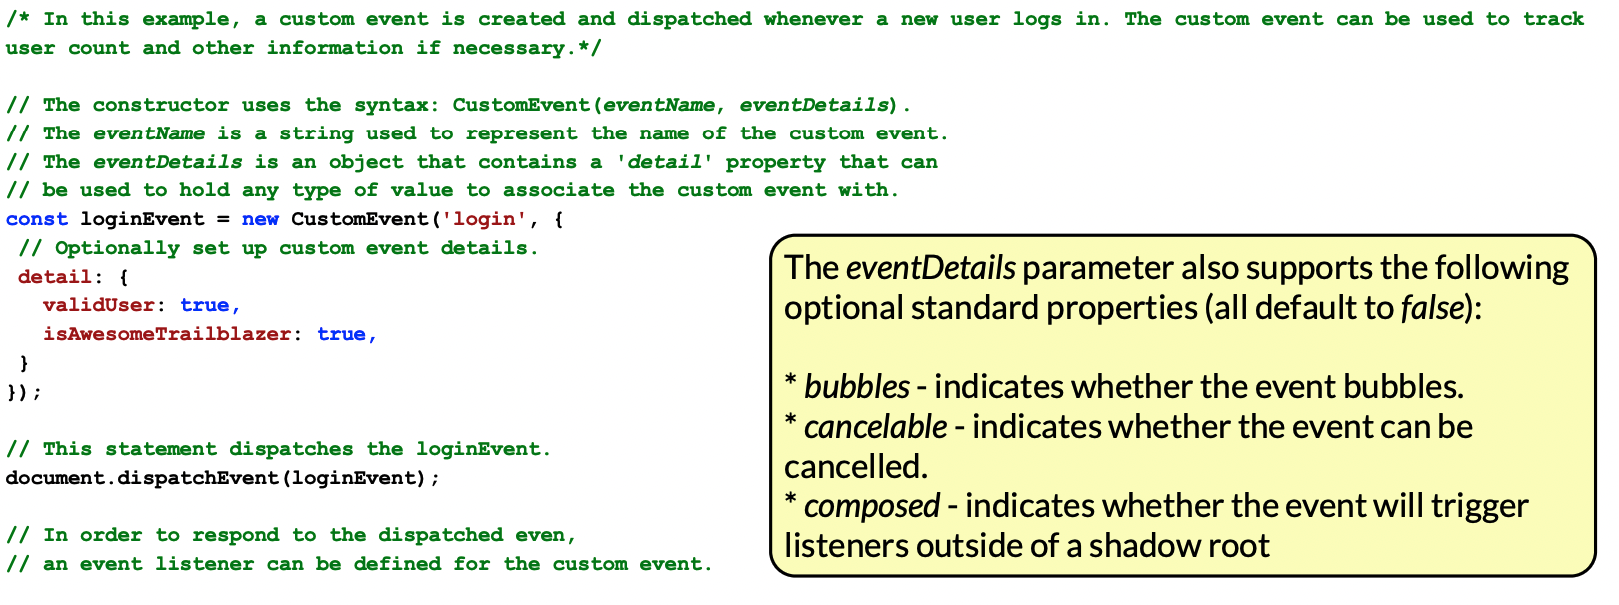 /* In this example, a custom event is created and dispatched whenever a new user logs in. The custom event can be used to track
user count and other information if necessary.*/
// The constructor uses the syntax: CustomEvent(eventName, eventDetails).
// The eventName is a string used to represent the name of the custom event.
// The eventDetails is an object that contains a 'detail' property that can
// be used to hold any type of value to associate the custom event with.
const loginEvent = new CustomEvent('login', {
 // Optionally set up custom event details.
 detail: {
   validUser: true,
   isAwesomeTrailblazer: true,
 }
});
// This statement dispatches the loginEvent.
document.dispatchEvent(loginEvent);
// In order to respond to the dispatched even,
// an event listener can be defined for the custom event.
The eventDetails parameter also supports the following
optional standard properties (all default to false):
* bubbles - indicates whether the event bubbles.
* cancelable - indicates whether the event can be
cancelled.
* composed - indicates whether the event will trigger
listeners outside of a shadow root